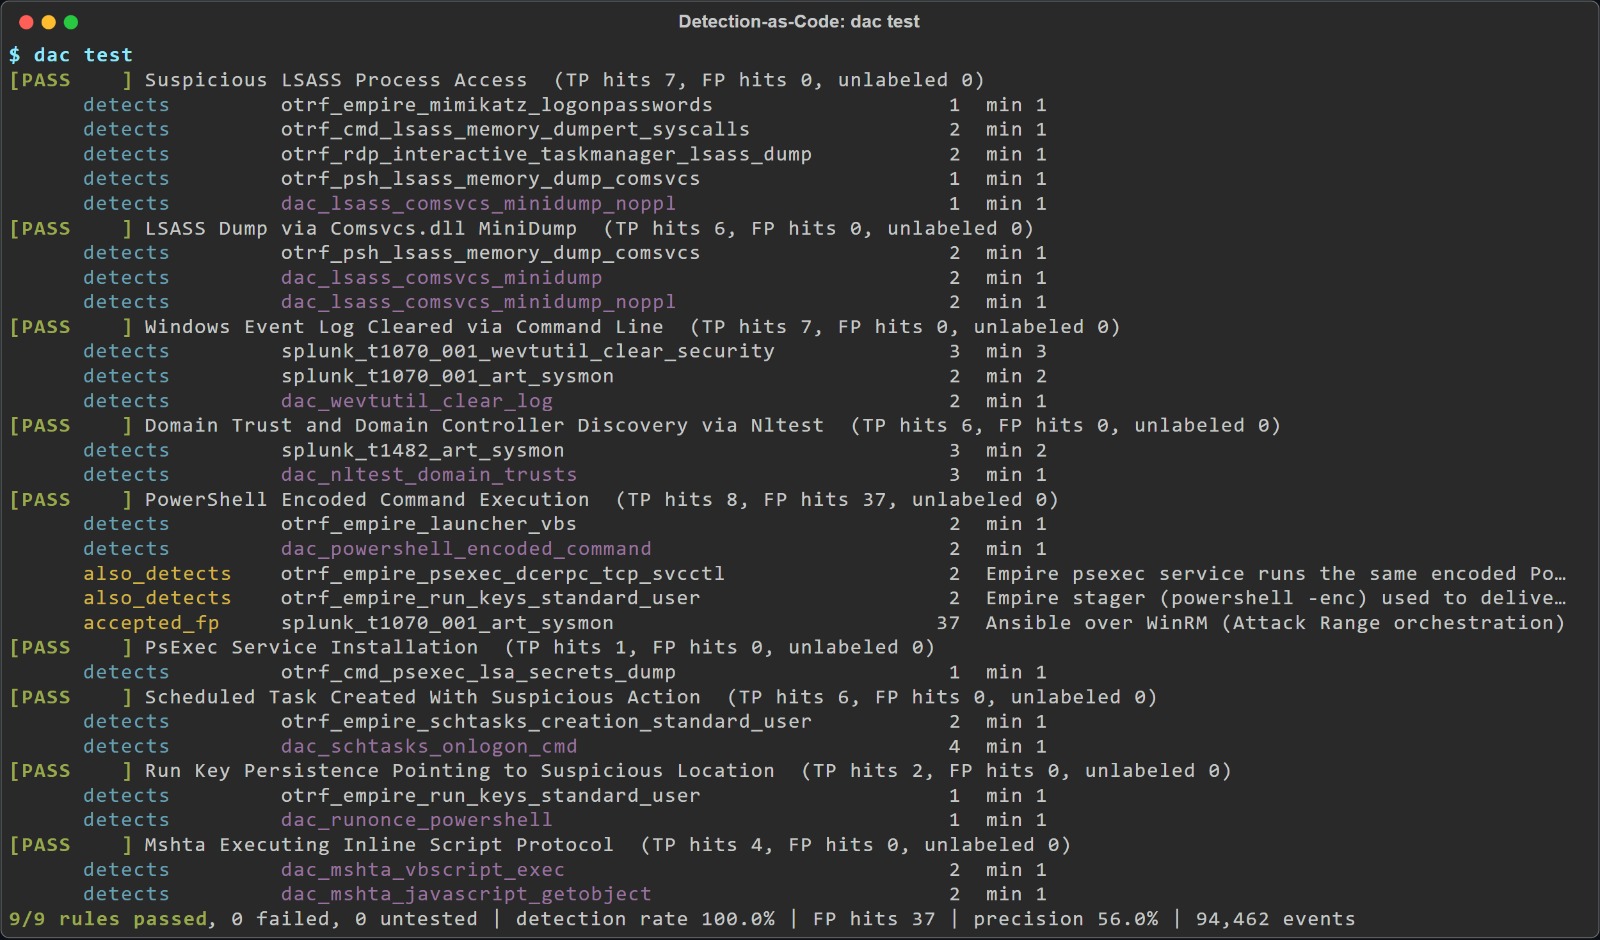 Detection-as-Code: dac test
$ dac test
[PASS    ] Suspicious LSASS Process Access  (TP hits 7, FP hits 0, unlabeled 0)
detects otrf_empire_mimikatz_logonpasswords 1 min 1
detects otrf_cmd_lsass_memory_dumpert_syscalls 2 min 1
detects otrf_rdp_interactive_taskmanager_lsass_dump 2 min 1
detects otrf_psh_lsass_memory_dump_comsvcs 1 min 1
detects dac_lsass_comsvcs_minidump_noppl 1 min 1
[PASS    ] LSASS Dump via Comsvcs.dll MiniDump  (TP hits 6, FP hits 0, unlabeled 0)
detects otrf_psh_lsass_memory_dump_comsvcs 2 min 1
detects dac_lsass_comsvcs_minidump 2 min 1
detects dac_lsass_comsvcs_minidump_noppl 2 min 1
[PASS    ] Windows Event Log Cleared via Command Line  (TP hits 7, FP hits 0, unlabeled 0)
detects splunk_t1070_001_wevtutil_clear_security 3 min 3
detects splunk_t1070_001_art_sysmon 2 min 2
detects dac_wevtutil_clear_log 2 min 1
[PASS    ] Domain Trust and Domain Controller Discovery via Nltest  (TP hits 6, FP hits 0, unlabeled 0)
detects splunk_t1482_art_sysmon 3 min 2
detects dac_nltest_domain_trusts 3 min 1
[PASS    ] PowerShell Encoded Command Execution  (TP hits 8, FP hits 37, unlabeled 0)
detects otrf_empire_launcher_vbs 2 min 1
detects dac_powershell_encoded_command 2 min 1
also_detects otrf_empire_psexec_dcerpc_tcp_svcctl 2 Empire psexec service runs the same encoded Po…
also_detects otrf_empire_run_keys_standard_user 2 Empire stager (powershell -enc) used to delive…
accepted_fp splunk_t1070_001_art_sysmon 37 Ansible over WinRM (Attack Range orchestration)
[PASS    ] PsExec Service Installation  (TP hits 1, FP hits 0, unlabeled 0)
detects otrf_cmd_psexec_lsa_secrets_dump 1 min 1
[PASS    ] Scheduled Task Created With Suspicious Action  (TP hits 6, FP hits 0, unlabeled 0)
detects otrf_empire_schtasks_creation_standard_user 2 min 1
detects dac_schtasks_onlogon_cmd 4 min 1
[PASS    ] Run Key Persistence Pointing to Suspicious Location  (TP hits 2, FP hits 0, unlabeled 0)
detects otrf_empire_run_keys_standard_user 1 min 1
detects dac_runonce_powershell 1 min 1
[PASS    ] Mshta Executing Inline Script Protocol  (TP hits 4, FP hits 0, unlabeled 0)
detects dac_mshta_vbscript_exec 2 min 1
detects dac_mshta_javascript_getobject 2 min 1
9/9 rules passed, 0 failed, 0 untested | detection rate 100.0% | FP hits 37 | precision 56.0% | 94,462 events